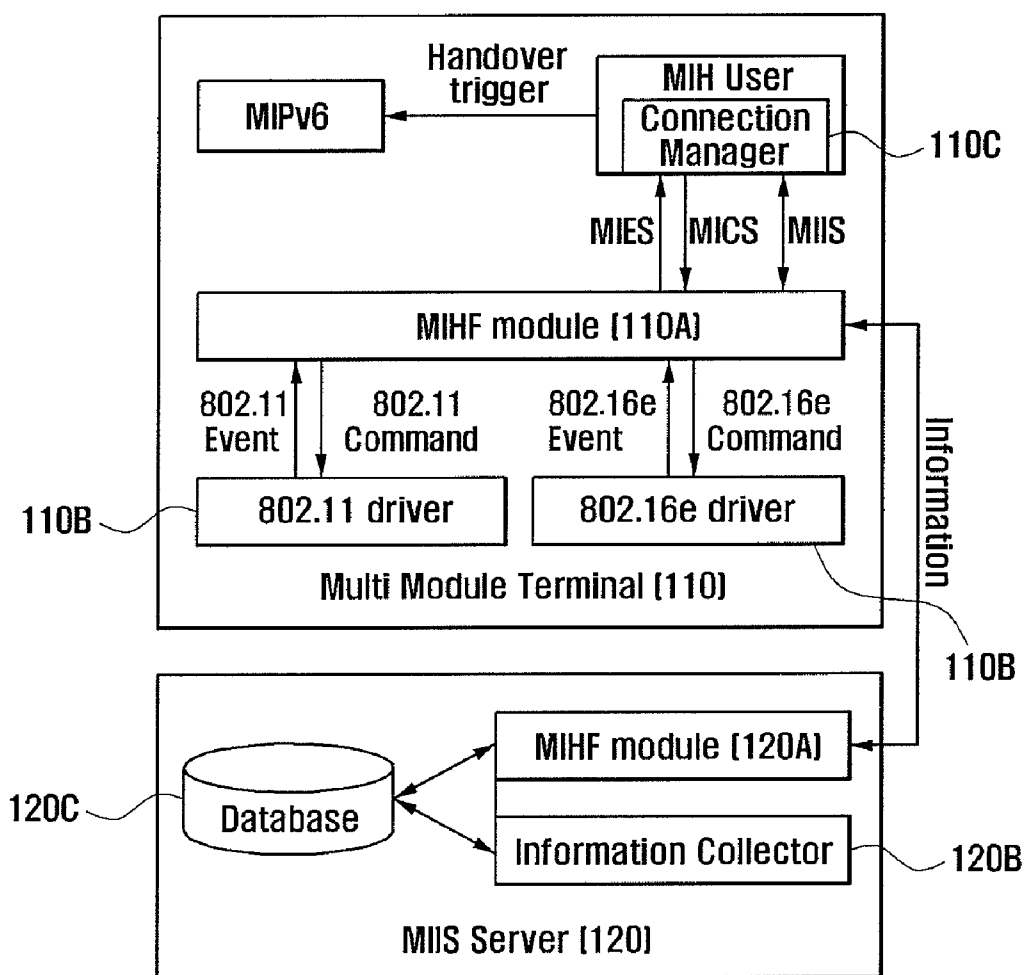 Handover
trigger
MIPv6
MIH User
Connection
Manager
110C
MIES
MICS
MIIS
MIHF module (110A)
802.11
Event
802.11
Command
802.16e
Event
802.16e
Command
Information
802.11 driver
802.16e driver
110B
Multi Module Terminal (110)
110B
MIHF module (120A)
120C
Database
Information Collector
120B
MIIS Server (120)